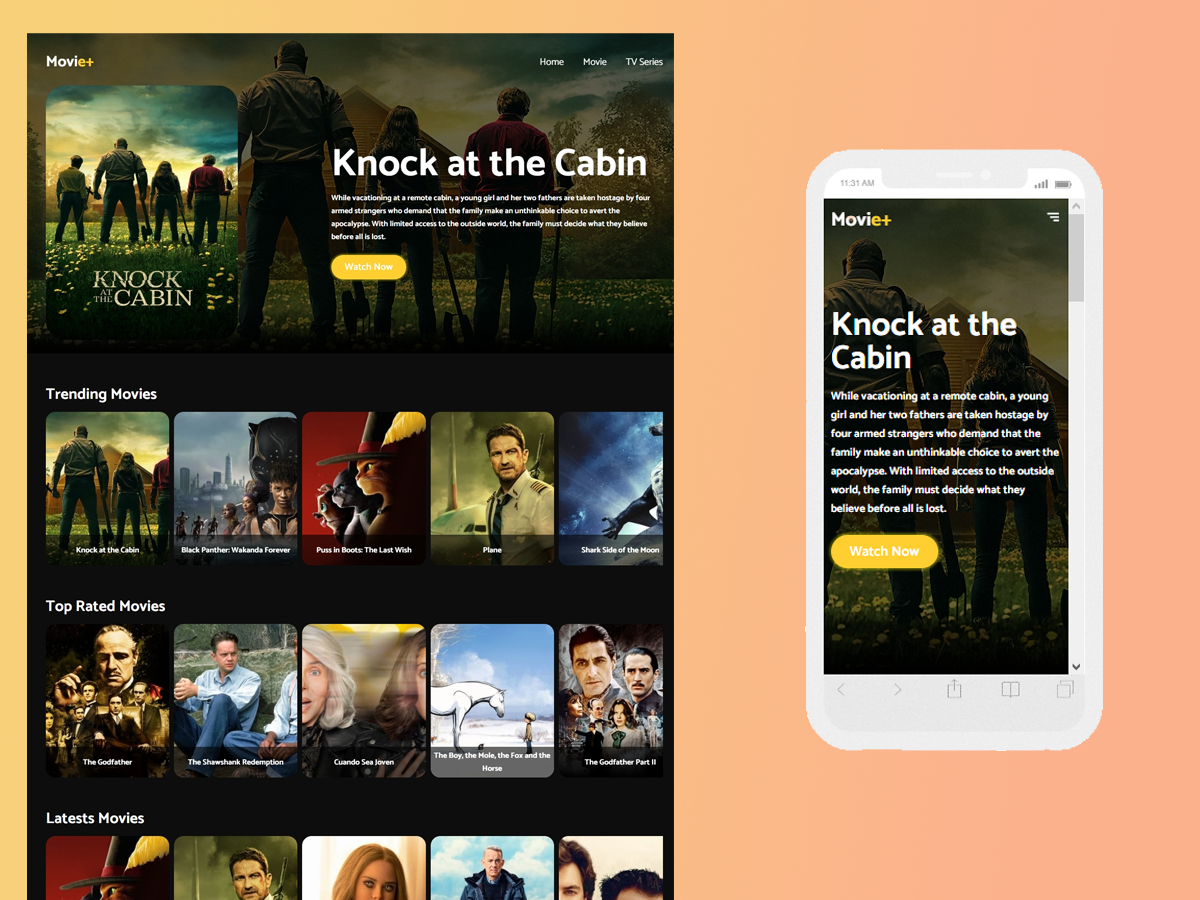 Movie+
Home Movie TV Series
Knock at the Cabin
While vacationing at a remote cabin, a young girl and her two fathers are taken hostage by four
armed strangers who demand that the family make an unthinkable choice to avert the
apocalypse. With limited access to the outside world, the family must decide what they believe
before all is lost.
Watch Now
KNOCK
AT
THE CABIN
Trending Movies
Knock at the Cabin
Black Panther: Wakanda Forever
Puss in Boots: The Last Wish
Plane
Shark Side of the Moon
Top Rated Movies
The Godfather
The Shawshank Redemption
Cuando Sea Joven
The Boy, the Mole, the Fox and the
Horse
The Godfather Part II
Latests Movies
11:31 AM
Movie+
Knock at the
Cabin
While vacationing at a remote cabin, a young
girl and her two fathers are taken hostage by
four armed strangers who demand that the
family make an unthinkable choice to avert the
apocalypse. With limited access to the outside
world, the family must decide what they
believe before all is lost.
Watch Now